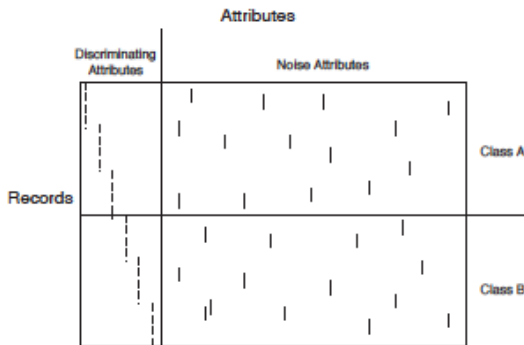 Attributes
Discriminating
Attributes
Noise Attributes
Class A
Records
Class B